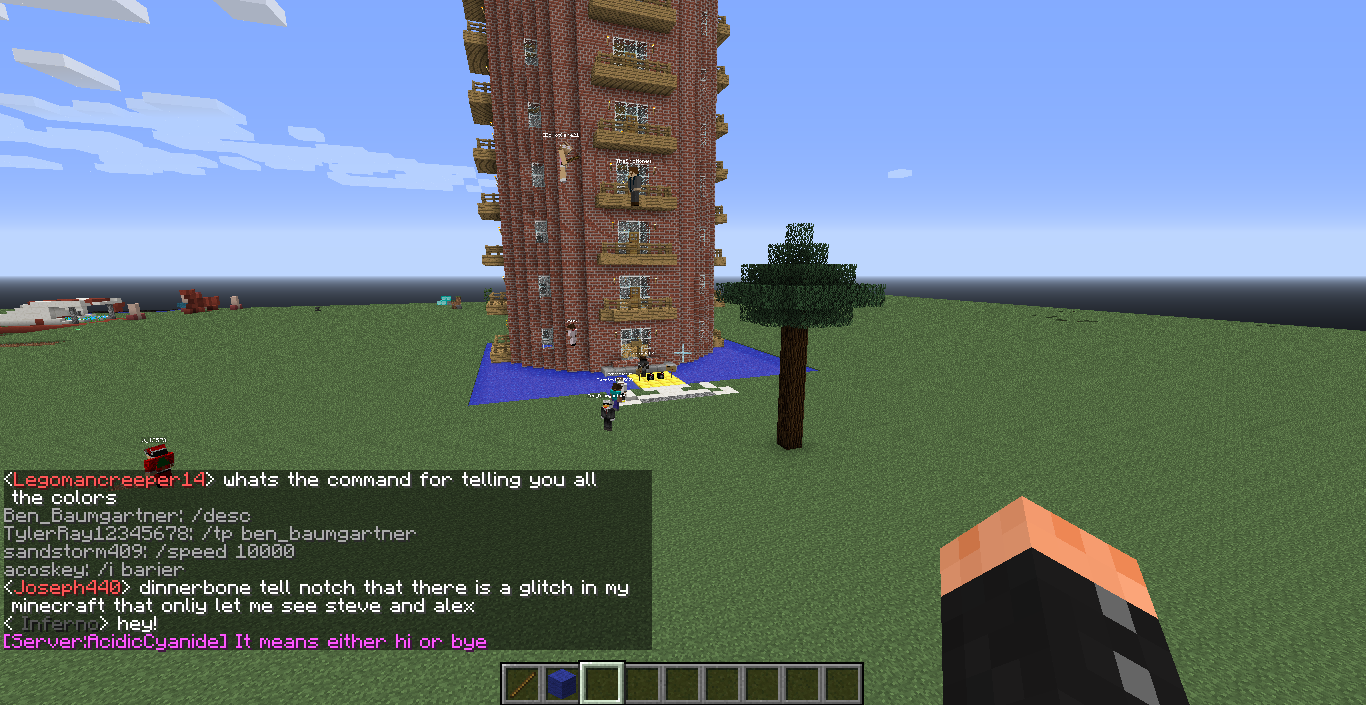 <Legomancreeper14> whats the command for telling you all
the colors
Ben_Baumgartner: /desc
TylerRay12345678: /tp ben_baumgartner
sandstorm409: /speed 10000
acoskey: /i barier
<Joseph440> dinnerbone tell notch that there is a glitch in my
minecraft that onliy let me see steve and alex
< Inferno> hey!
[Server:AcidicCyanide] It means either hi or bye